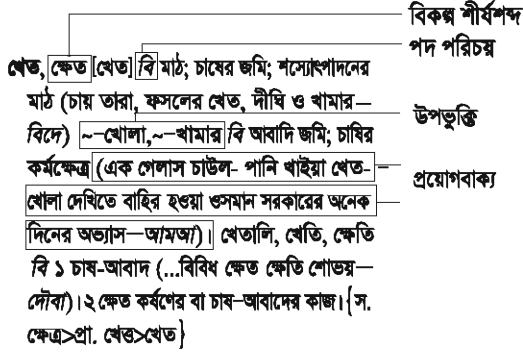 বিকল্প শীর্ষশব্দ
পদ পরিচয়
খেত, ক্ষেত [খেত] বি মাঠ; চাষের জমি; শস্যোৎপাদনের
মাঠ (চায় তারা, ফসলের খেত, দীঘি ও খামার—
উপভুক্তি
বিদে) ~–খোলা,~–খামার বি আবাদি জমি; চাষির
কর্মক্ষেত্র (এক গেলাস চাউল- পানি খাইয়া খেত-
প্রয়োগবাক্য
খোলা দেখিতে বাহির হওয়া ওসমান সরকারের অনেক
দিনের অভ্যাস—আমআ)। খেতালি, খেতি, ক্ষেতি
বি ১ চাষ-আবাদ (...বিবিধ ক্ষেত ক্ষেতি শোভয়—
দৌবা)। ২ ক্ষেত কর্ষণের বা চাষ-আবাদের কাজ। {স.
ক্ষেত্র>প্রা. খেত্ত>খেত}